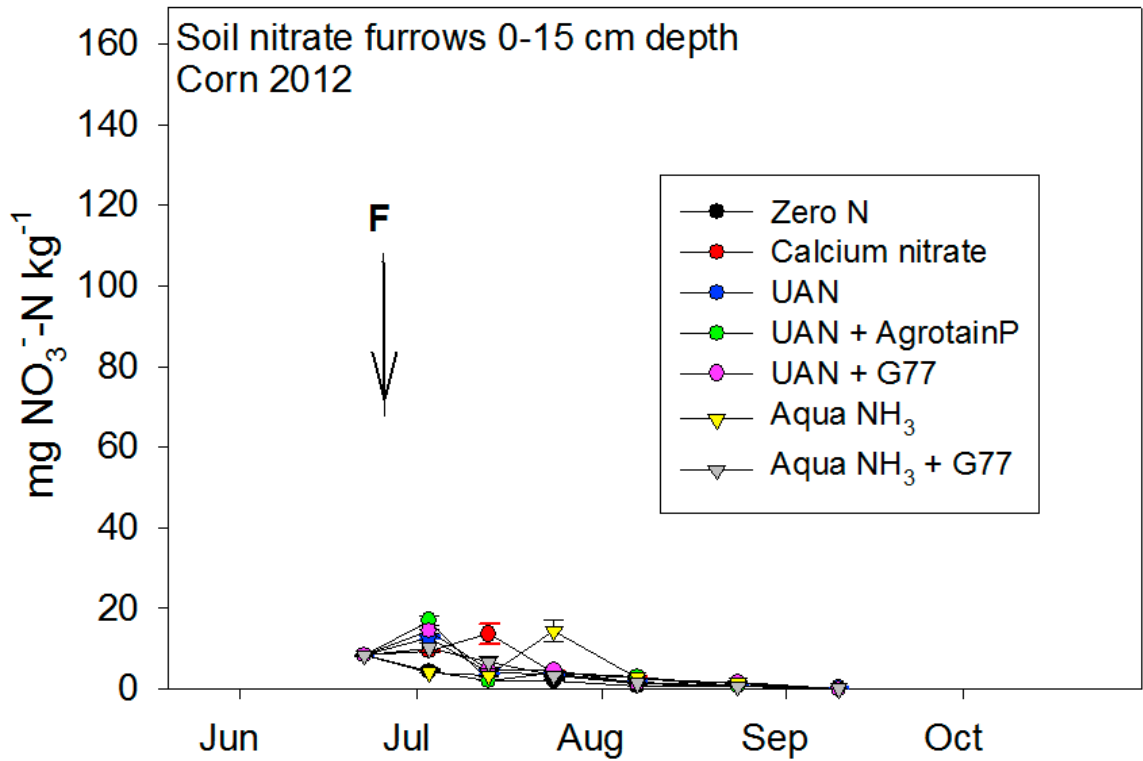 Soil nitrate furrows 0-15 cm depth
Corn 2012
mg NO₃⁻-N kg⁻¹
160
140
120
100
80
60
40
20
0
F
Zero N
Calcium nitrate
UAN
UAN + AgrotainP
UAN + G77
Aqua NH₃
Aqua NH₃ + G77
Jun Jul Aug Sep Oct